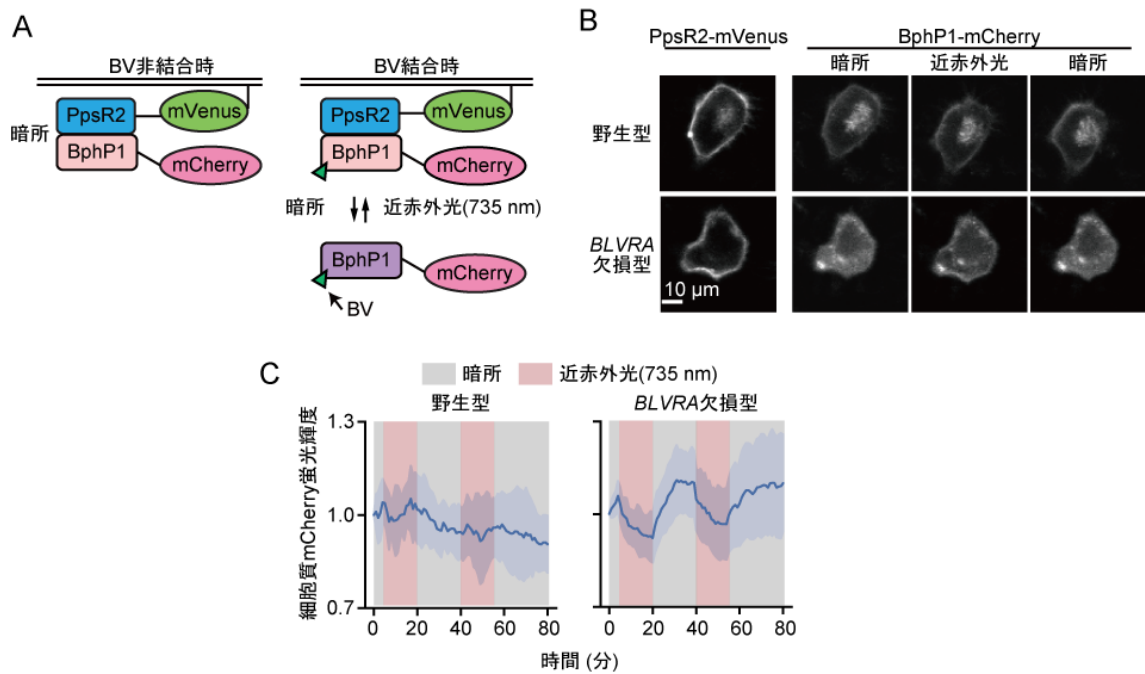 A
BV非結合時
BV結合時
PpsR2
mVenus
PpsR2
mVenus
暗所
BphP1
mCherry
BphP1
mCherry
暗所
近赤外光(735 nm)
BphP1
mCherry
BV
B
PpsR2-mVenus
BphP1-mCherry
暗所
近赤外光
暗所
野生型
BLVRA
欠損型
10 μm
C
暗所
近赤外光(735 nm)
野生型
BLVRA欠損型
細胞質mCherry蛍光輝度
1.3
1.0
0.7
0 20 40 60 80
0 20 40 60 80
時間 (分)